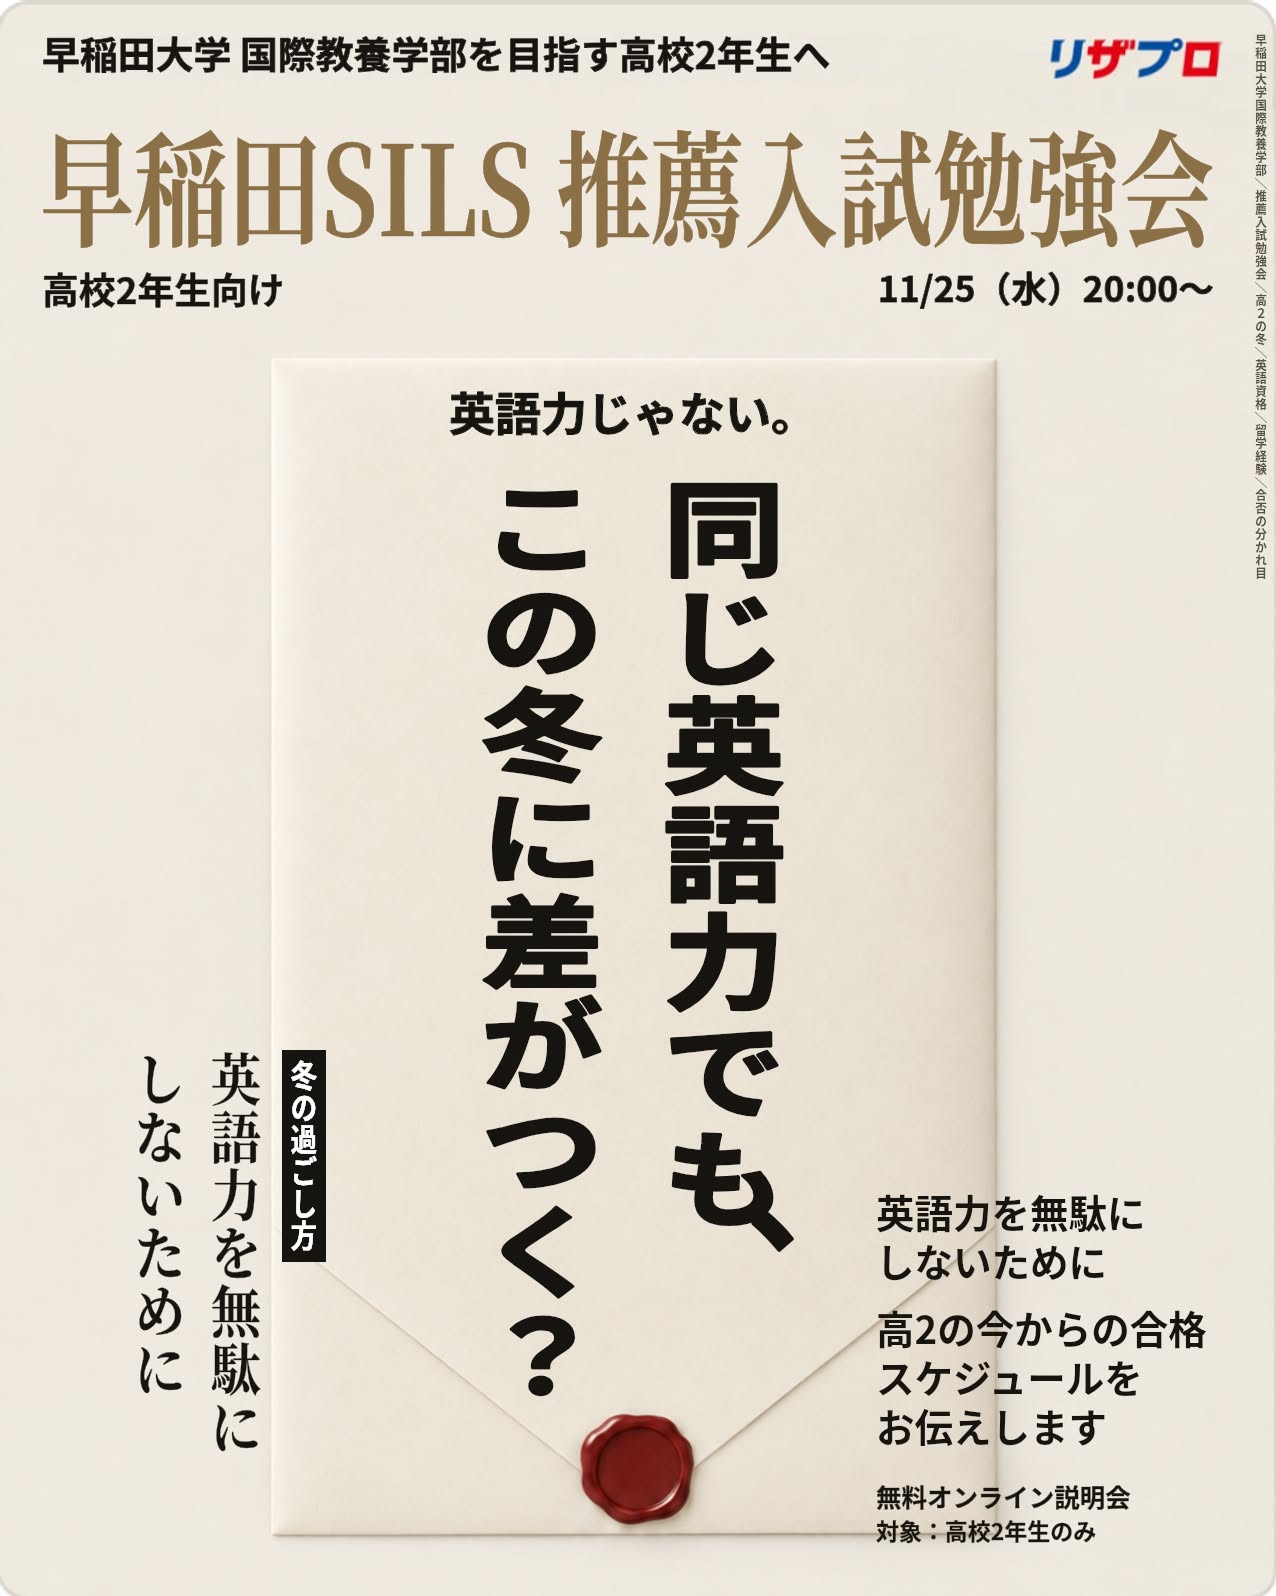 早稲田大学 国際教養学部を目指す高校2年生へ
リザプロ
早稲田SILS 推薦入試勉強会
高校2年生向け
11/25（水）20:00〜
早稲田大学国際教養学部／推薦入試勉強会／高2の冬／英語資格／留学経験／合否の分かれ目
英語力じゃない。
同じ英語力でも、
この冬に差がつく？
冬の過ごし方
英語力を無駄に
しないために
英語力を無駄に
しないために
高2の今からの合格
スケジュールを
お伝えします
無料オンライン説明会
対象：高校2年生のみ